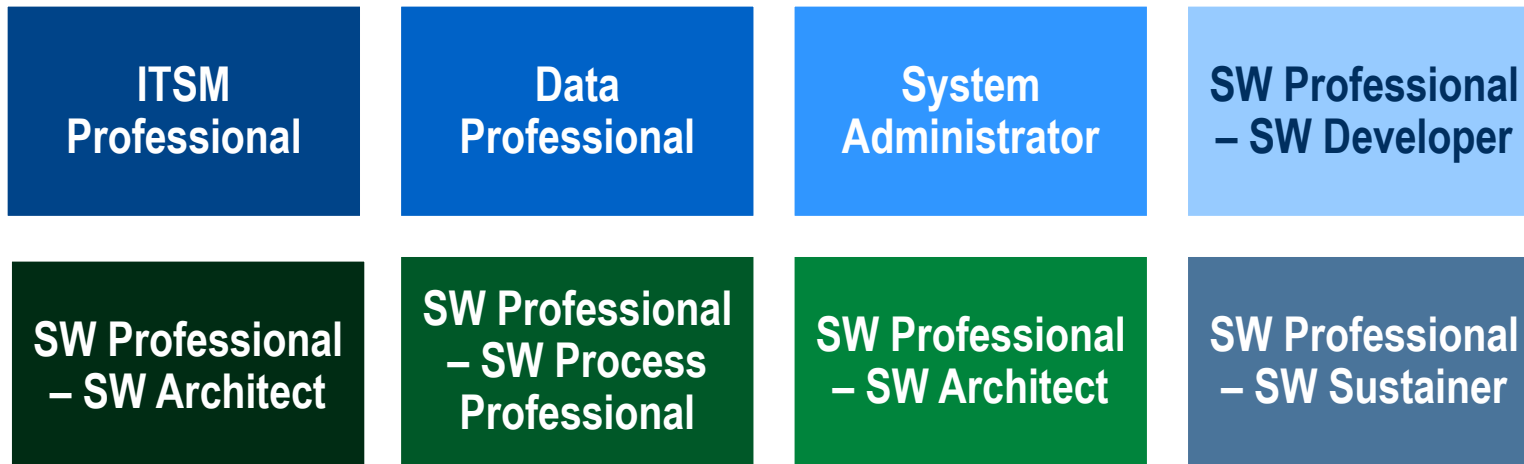 ITSM
Professional
Data
Professional
System
Administrator
SW Professional
– SW Developer
SW Professional
– SW Architect
SW Professional
– SW Process
Professional
SW Professional
– SW Architect
SW Professional
– SW Sustainer